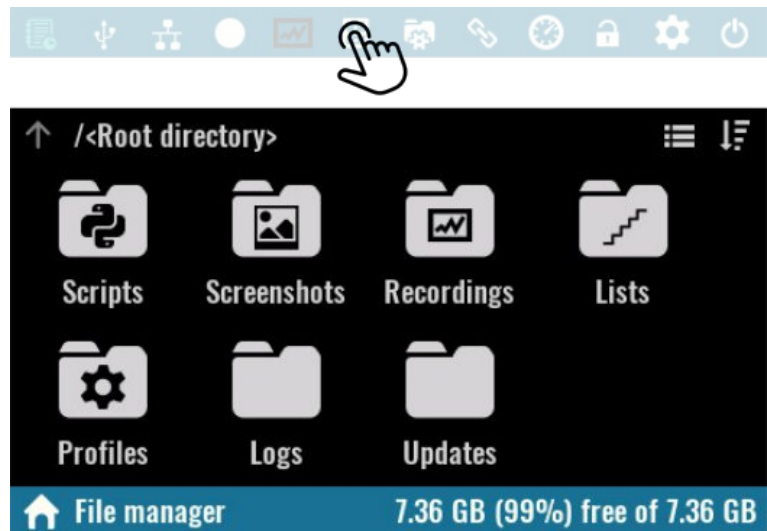 /<Root directory>
Scripts Screenshots Recordings Lists
Profiles Logs Updates
File manager 7.36 GB (99%) free of 7.36 GB